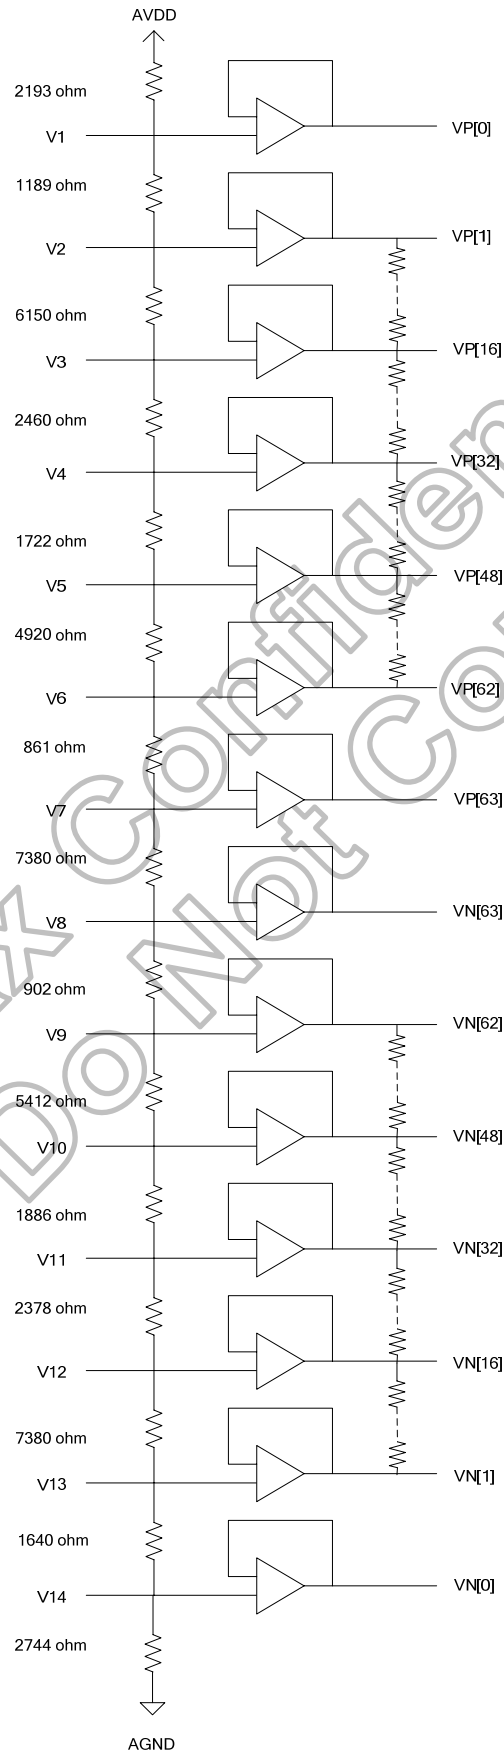 AVDD
2193 ohm
V1
VP[0]
1189 ohm
V2
VP[1]
6150 ohm
V3
VP[16]
2460 ohm
V4
VP[32]
1722 ohm
V5
VP[48]
4920 ohm
V6
VP[62]
861 ohm
V7
VP[63]
7380 ohm
V8
VN[63]
902 ohm
V9
VN[62]
5412 ohm
V10
VN[48]
1886 ohm
V11
VN[32]
2378 ohm
V12
VN[16]
7380 ohm
V13
VN[1]
1640 ohm
V14
VN[0]
2744 ohm
AGND
Do Not